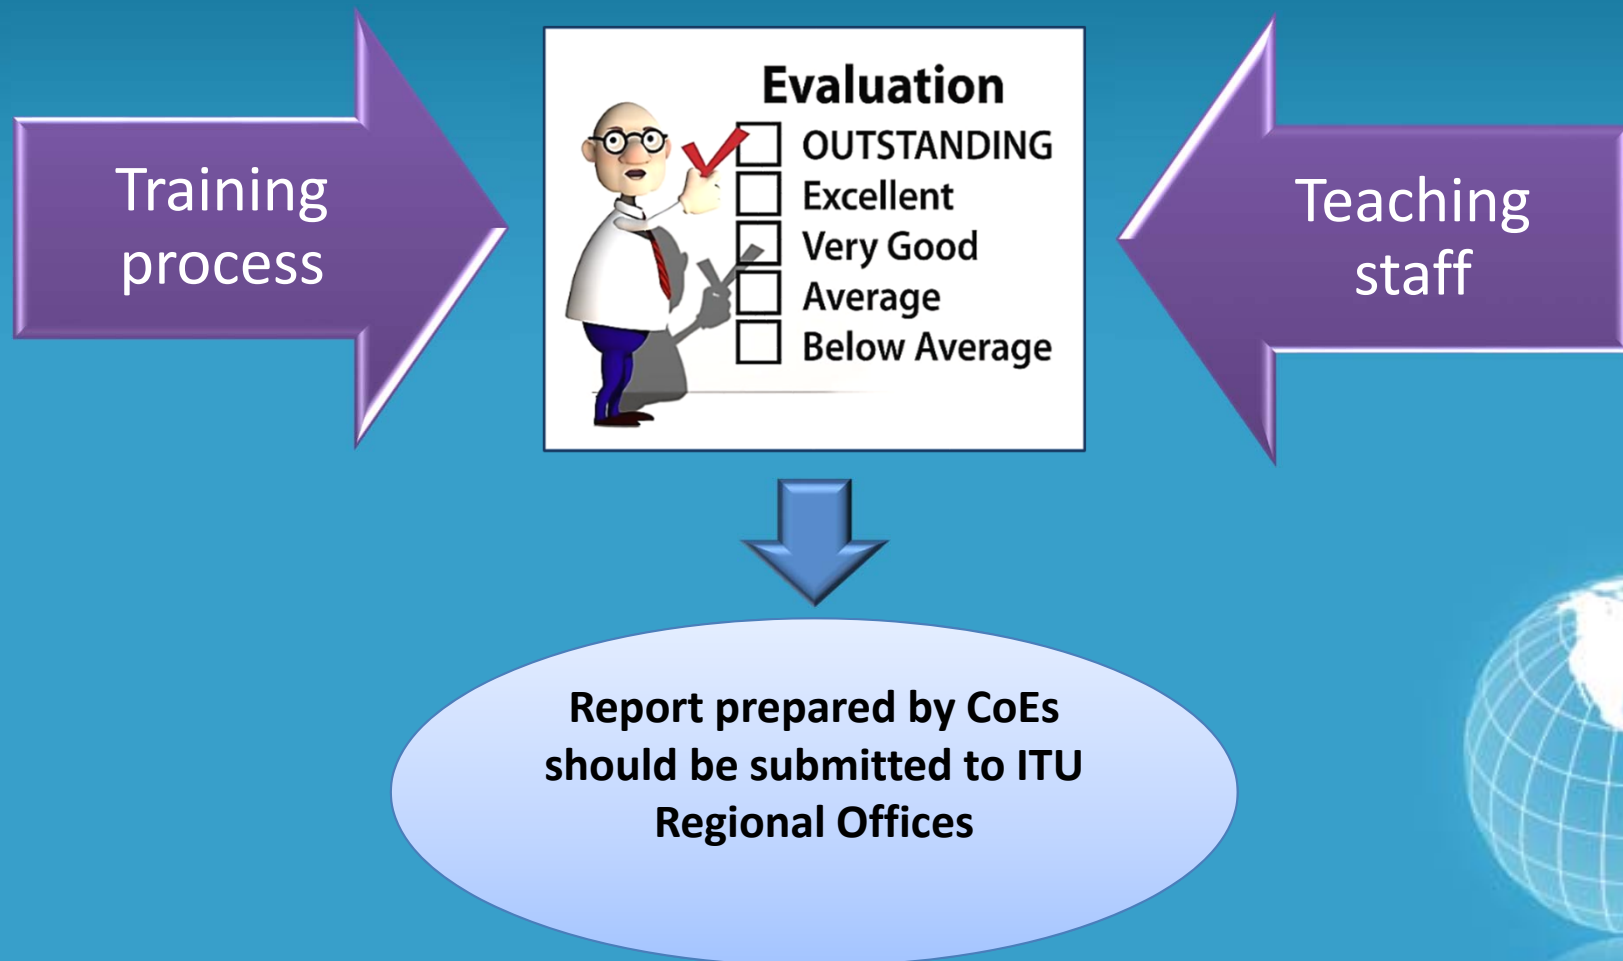 Training
process
Evaluation
OUTSTANDING
Excellent
Very Good
Average
Below Average
Teaching
staff
Report prepared by CoEs
should be submitted to ITU
Regional Offices